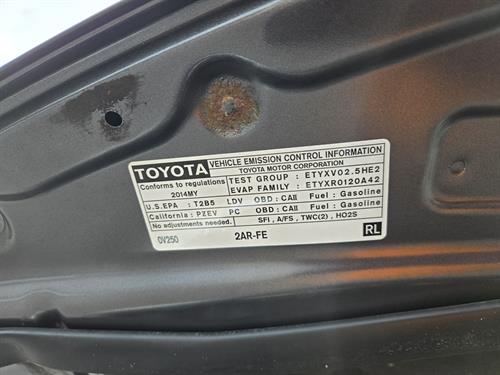 TOYOTA VEHICLE EMISSION CONTROL INFORMATION
TOYOTA MOTOR CORPORATION
Conforms to regulations
2014MY
TEST GROUP : ETYXV02.5HE2
EVAP FAMILY : ETYXR0120A42
U.S.EPA : T2B5 LDV OBD : CAII Fuel : Gasoline
California : PZEV PC OBD : CAII Fuel : Gasoline
No adjustments needed. SFI , A/FS , TWC(2) , HO2S
0V250 2AR-FE RL